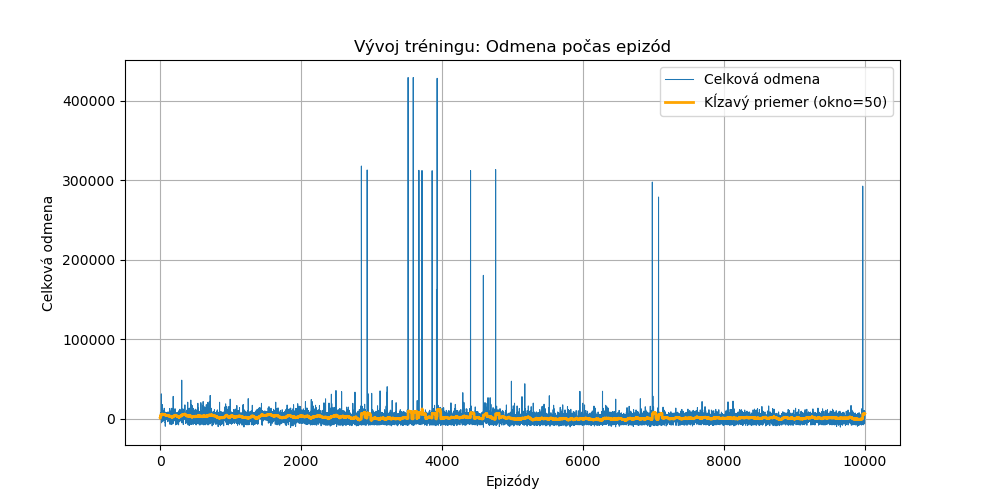 Vývoj tréningu: Odmena počas epizód
Celková odmena
Kĺzavý priemer (okno=50)
400000
300000
200000
100000
0
Celková odmena
0 2000 4000 6000 8000 10000
Epizódy